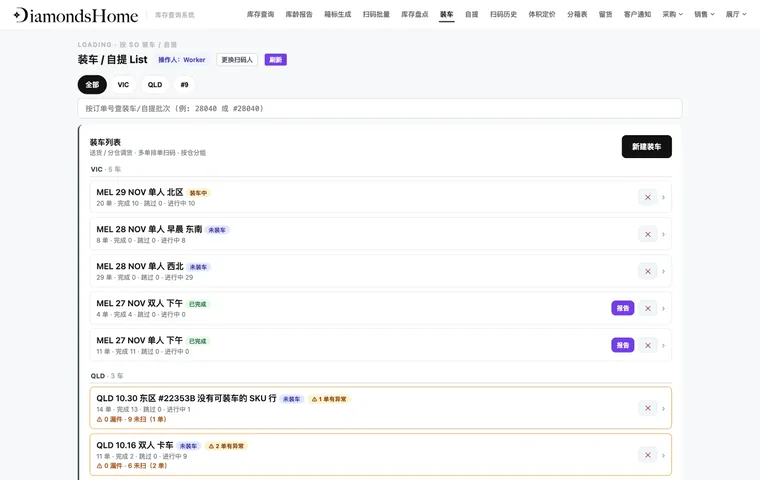 DiamondsHome 库存查询系统 库存查询 库龄报告 箱标生成 扫码批量 库存盘点 装车 自提 扫码历史 体积定价 分箱表 留货 客户通知 采购 销售 展厅
LOADING · 按 SO 装车 / 自提
装车 / 自提 List 操作人: Worker 更换扫码人 刷新
全部 VIC QLD #9
按订单号查装车/自提批次 (例: 28040 或 #28040)
装车列表
送货 / 分仓调货 · 多单排单扫码 · 按仓分组
新建装车
VIC · 5 车
MEL 29 NOV 单人 北区 装车中
20 单 · 完成 10 · 跳过 0 · 进行中 10
MEL 28 NOV 单人 早晨 东南 未装车
8 单 · 完成 0 · 跳过 0 · 进行中 8
MEL 28 NOV 单人 西北 未装车
29 单 · 完成 0 · 跳过 0 · 进行中 29
MEL 27 NOV 双人 下午 已完成
4 单 · 完成 4 · 跳过 0 · 进行中 0
报告
MEL 27 NOV 双人 下午 已完成
11 单 · 完成 11 · 跳过 0 · 进行中 0
报告
QLD · 3 车
QLD 10.30 东区 #22353B 没有可装车的 SKU 行 未装车 ⚠ 1 单有异常
14 单 · 完成 13 · 跳过 0 · 进行中 1
⚠ 0 漏件 · 9 未扫（1 单）
QLD 10.16 双人 卡车 未装车 ⚠ 2 单有异常
11 单 · 完成 2 · 跳过 0 · 进行中 9
⚠ 0 漏件 · 6 未扫（2 单）